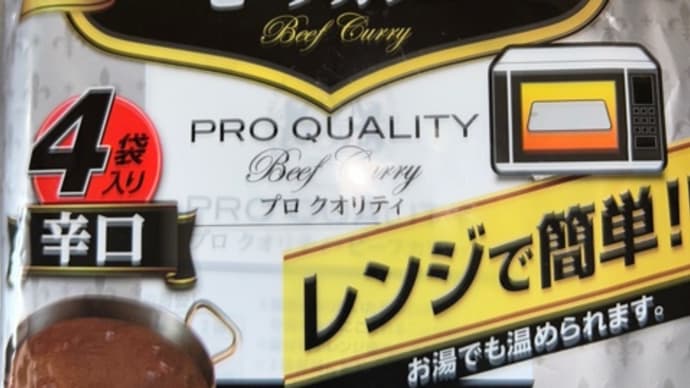 Beef Curry
PRO QUALITY
Beef Curry
プロ クオリティ
4袋入り
辛口
レンジで簡単!
お湯でも温められます。